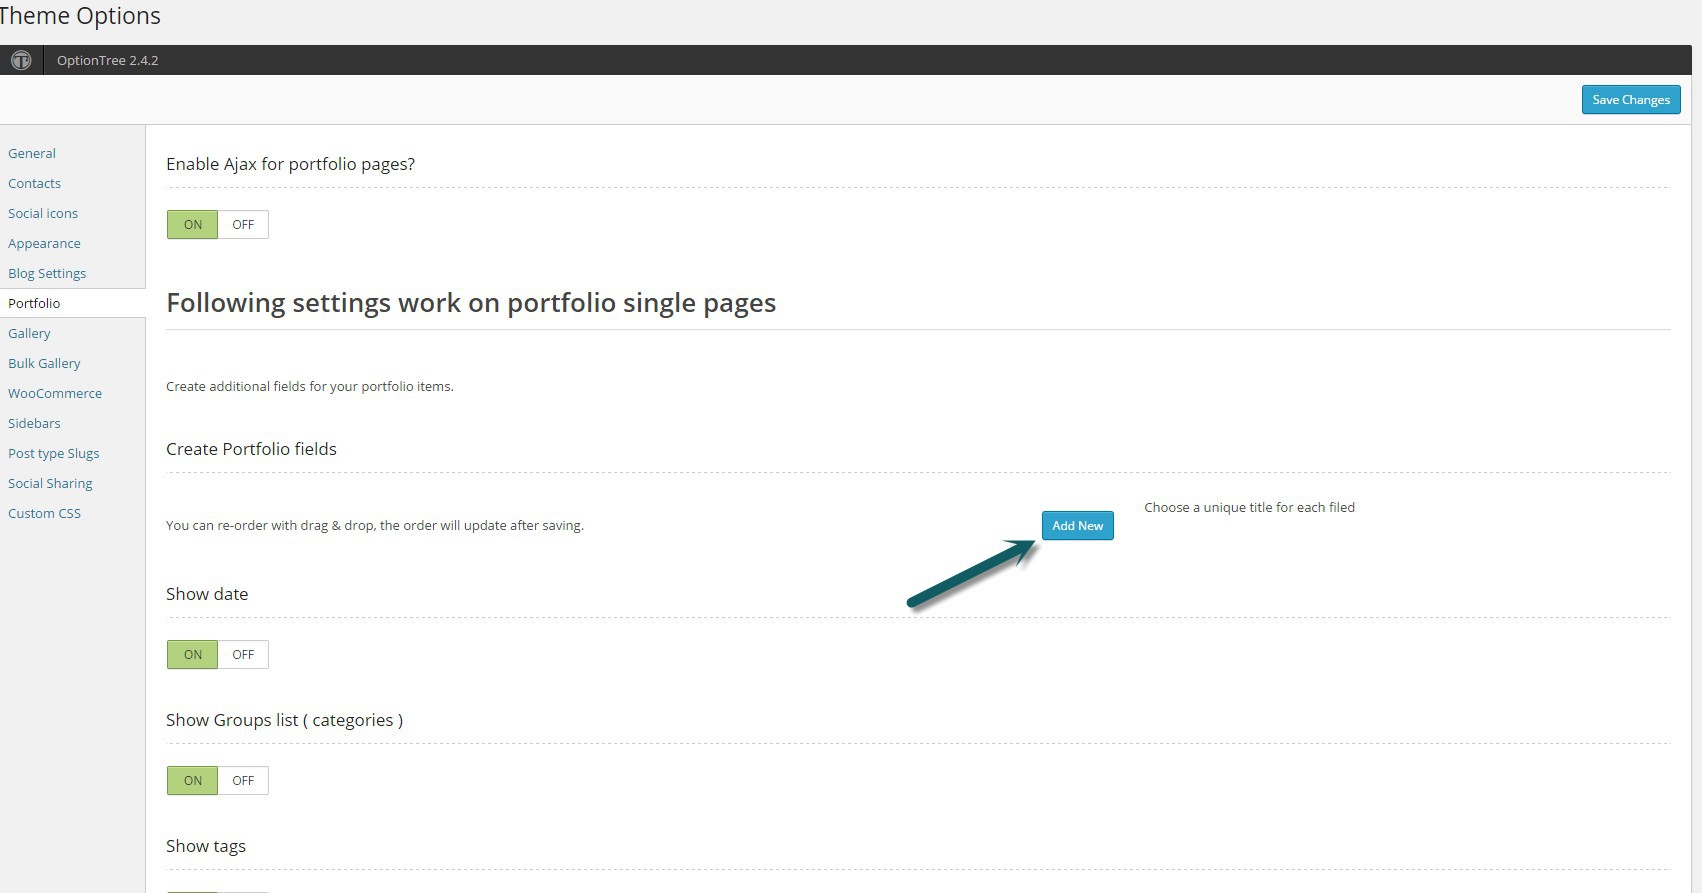 Theme Options
OptionTree 2.4.2
Save Changes
General
Contacts
Social icons
Appearance
Blog Settings
Portfolio
Gallery
Bulk Gallery
WooCommerce
Sidebars
Post type Slugs
Social Sharing
Custom CSS
Enable Ajax for portfolio pages?
ON OFF
Following settings work on portfolio single pages
Create additional fields for your portfolio items.
Create Portfolio fields
You can re-order with drag & drop, the order will update after saving.
Add New
Choose a unique title for each filed
Show date
ON OFF
Show Groups list ( categories )
ON OFF
Show tags